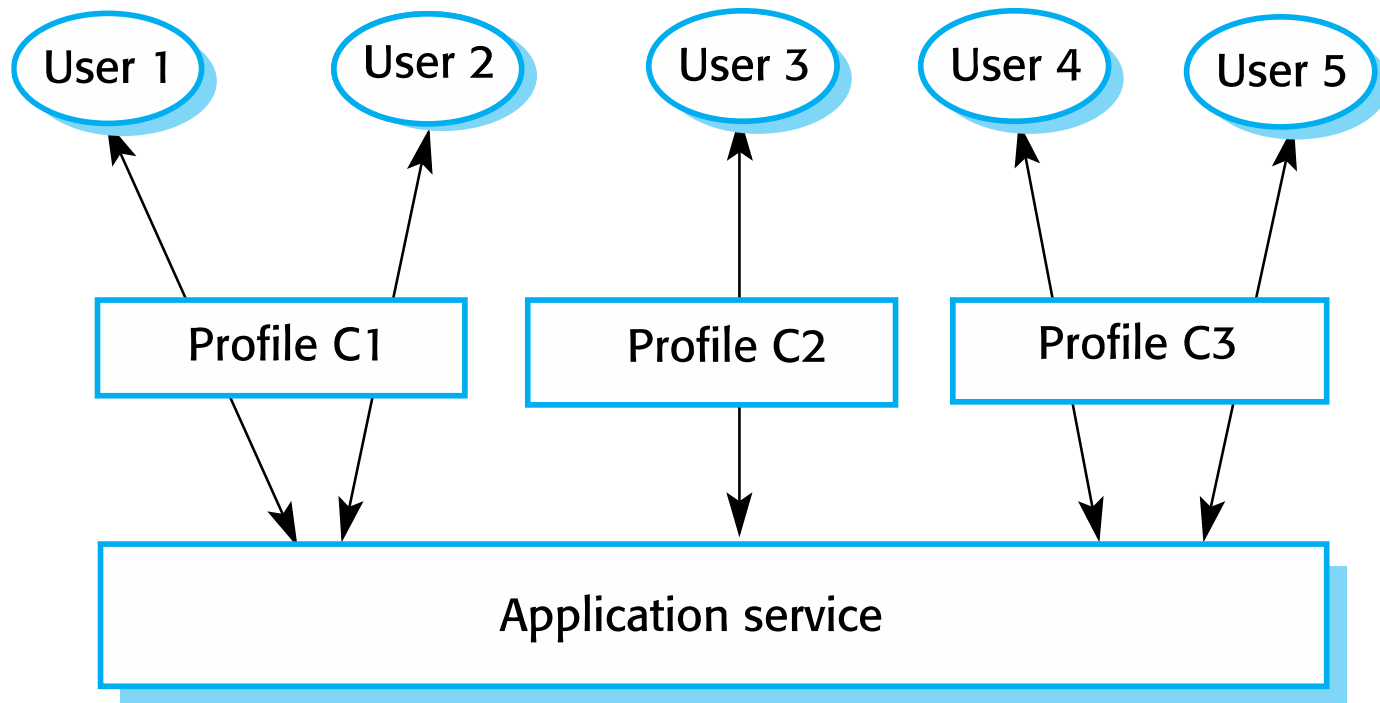 User 1
User 2
User 3
User 4
User 5
Profile C1
Profile C2
Profile C3
Application service